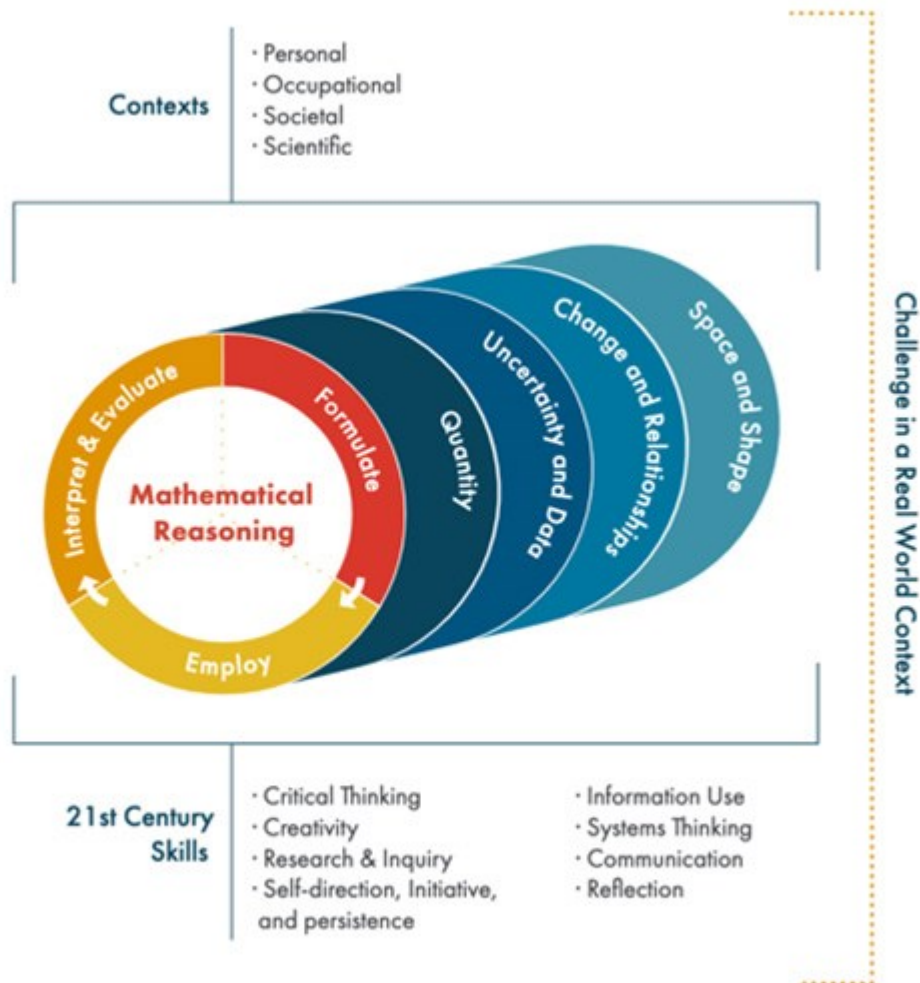 · Personal
· Occupational
Contexts
· Societal
· Scientific
Interpret & Evaluate
Formulate
Employ
Mathematical
Reasoning
Quantity
Uncertainty and Data
Change and Relationships
Space and Shape
Challenge in a Real World Context
21st Century
Skills
· Critical Thinking
· Creativity
· Research & Inquiry
· Self-direction, Initiative,
and persistence
· Information Use
· Systems Thinking
· Communication
· Reflection